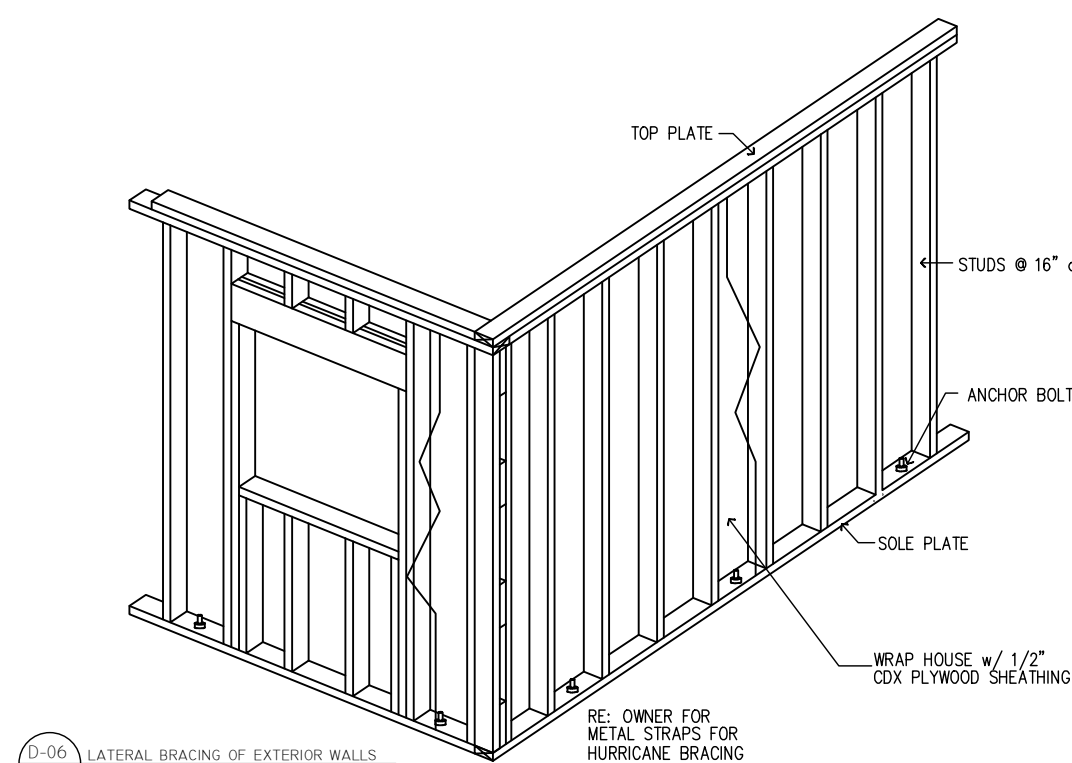 TOP PLATE
STUDS @ 16"
ANCHOR BOLT
SOLE PLATE
WRAP HOUSE w/ 1/2"
CDX PLYWOOD SHEATHING
RE: OWNER FOR
METAL STRAPS FOR
HURRICANE BRACING
D-06 LATERAL BRACING OF EXTERIOR WALLS